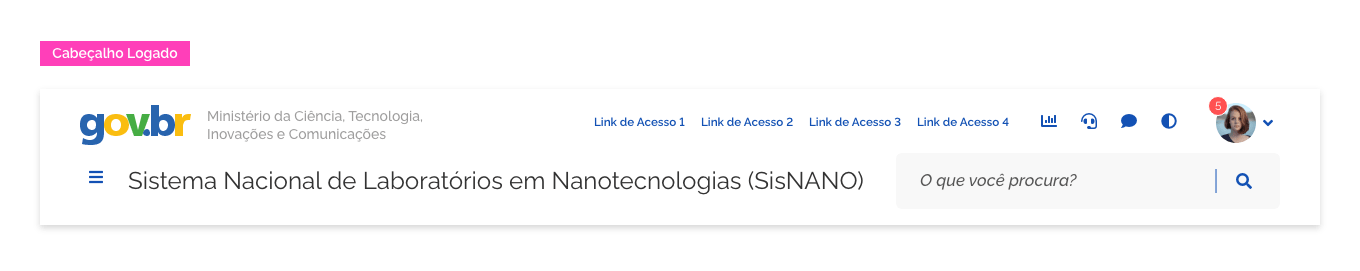 Cabeçalho Logado
gov.br
Ministério da Ciência, Tecnologia,
Inovações e Comunicações
Link de Acesso 1
Link de Acesso 2
Link de Acesso 3
Link de Acesso 4
5
Sistema Nacional de Laboratórios em Nanotecnologias (SisNANO)
O que você procura?